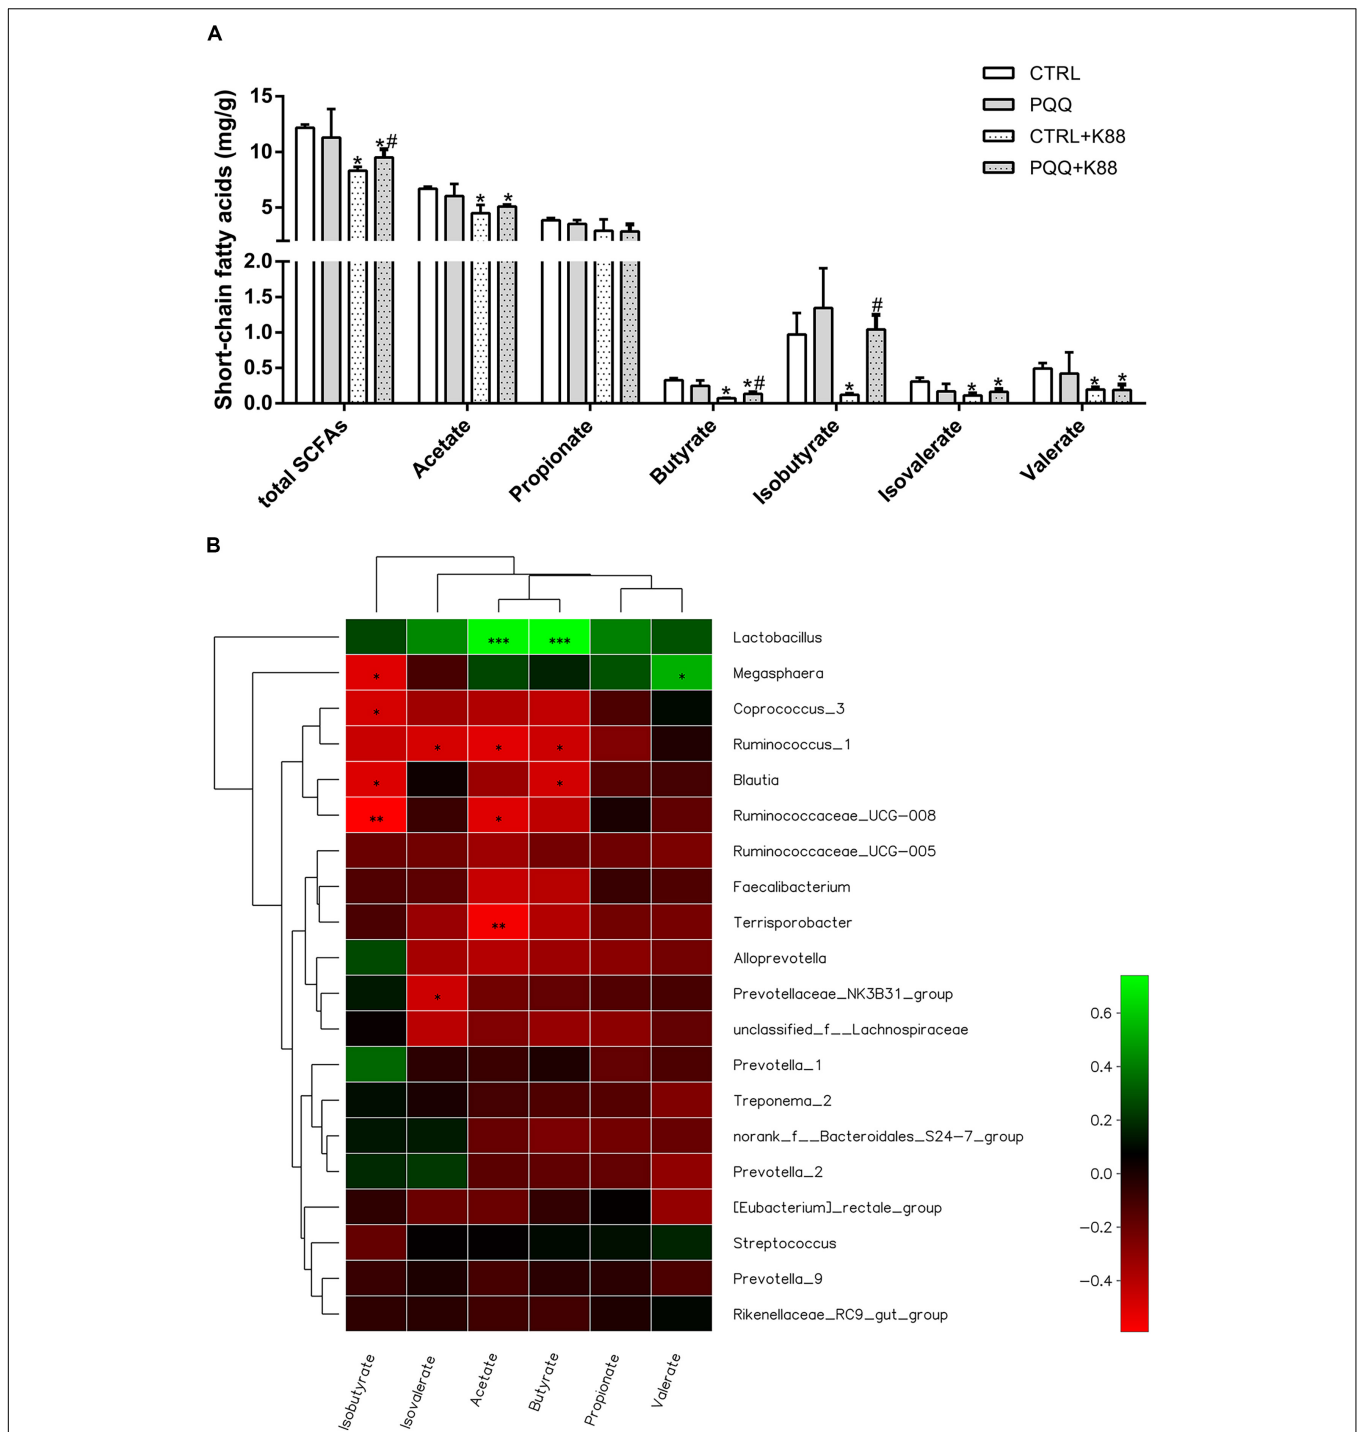 A
CTRL
PQQ
CTRL+K88
PQQ+K88
Short-chain fatty acids (mg/g)
15
10
5
2.0
1.5
1.0
0.5
0.0
*
*#
*
*
*
*#
*
#
*
*
*
*
total SCFAs
Acetate
Propionate
Butyrate
Isobutyrate
Isovalerate
Valerate
B
*** *** Lactobacillus
* * Megasphaera
* Coprococcus_3
* * * Ruminococcus_1
* * Blautia
** * Ruminococcaceae_UCG-008
Ruminococcaceae_UCG-005
Faecalibacterium
** Terrisporobacter
Alloprevotella
* Prevotellaceae_NK3B31_group
unclassified_f__Lachnospiraceae
Prevotella_1
Treponema_2
norank_f__Bacteroidales_S24-7_group
Prevotella_2
[Eubacterium]_rectale_group
Streptococcus
Prevotella_9
Rikenellaceae_RC9_gut_group
0.6
0.4
0.2
0.0
-0.2
-0.4
Isobutyrate
Isovalerate
Acetate
Butyrate
Propionate
Valerate